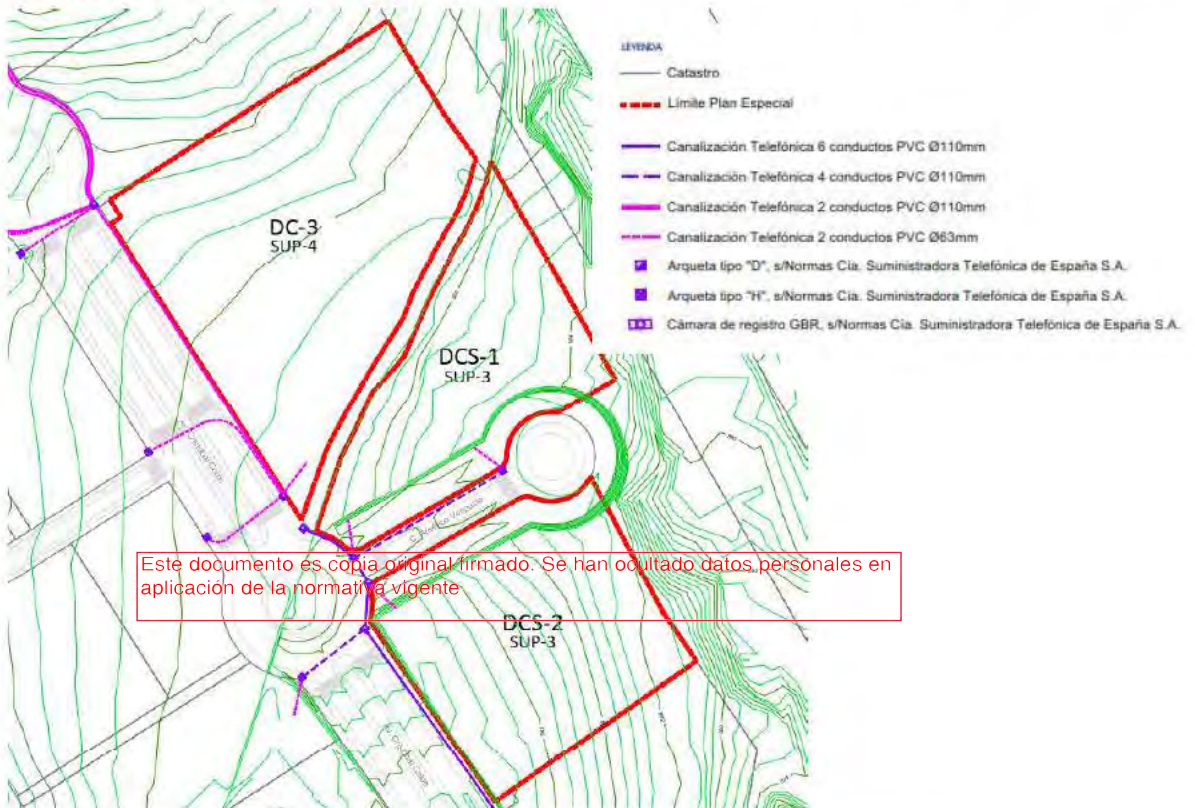 LEYENDA
Catastro
Límite Plan Especial
Canalización Telefónica 6 conductos PVC Ø110mm
Canalización Telefónica 4 conductos PVC Ø110mm
Canalización Telefónica 2 conductos PVC Ø110mm
Canalización Telefónica 2 conductos PVC Ø63mm
Arqueta tipo "D", s/Normas Cía. Suministradora Telefónica de España S.A.
Arqueta tipo "H", s/Normas Cía. Suministradora Telefónica de España S.A.
Cámara de registro GBR, s/Normas Cía. Suministradora Telefónica de España S.A.
DC-3
SUP-4
DCS-1
SUP-3
C. Cristóbal Colón
Este documento es copia original firmado. Se han ocultado datos personales en
aplicación de la normativa vigente
DCS-2
SUP-3
C. Cristóbal Colón